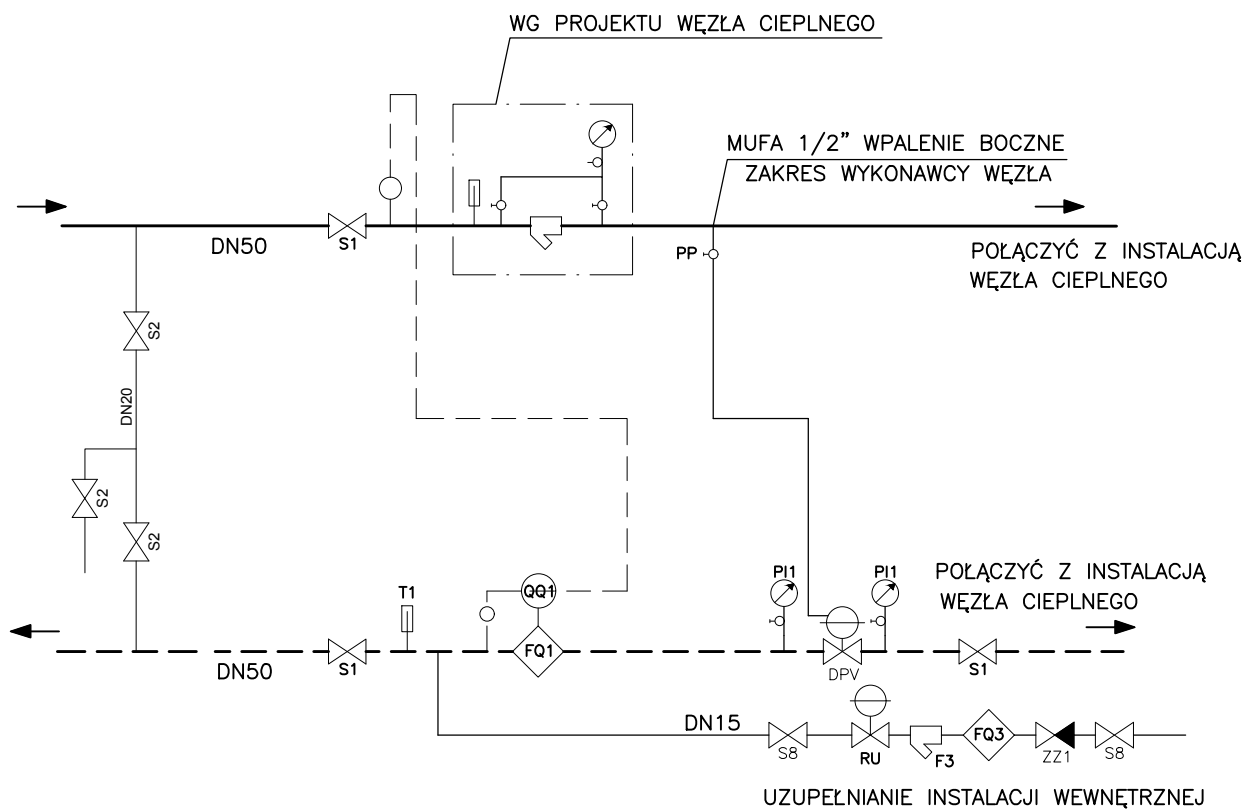 WG PROJEKTU WĘZŁA CIEPLNEGO
MUFA 1/2” WPALENIE BOCZNE
ZAKRES WYKONAWCY WĘZŁA
DN50
S1
PP
POŁĄCZYĆ Z INSTALACJĄ
WĘZŁA CIEPLNEGO
S2
DN20
S2
S2
T1
QQ1
PI1
PI1
POŁĄCZYĆ Z INSTALACJĄ
WĘZŁA CIEPLNEGO
DN50
S1
FQ1
DPV
S1
DN15
S8
RU
F3
FQ3
ZZ1
S8
UZUPEŁNIANIE INSTALACJI WEWNĘTRZNEJ